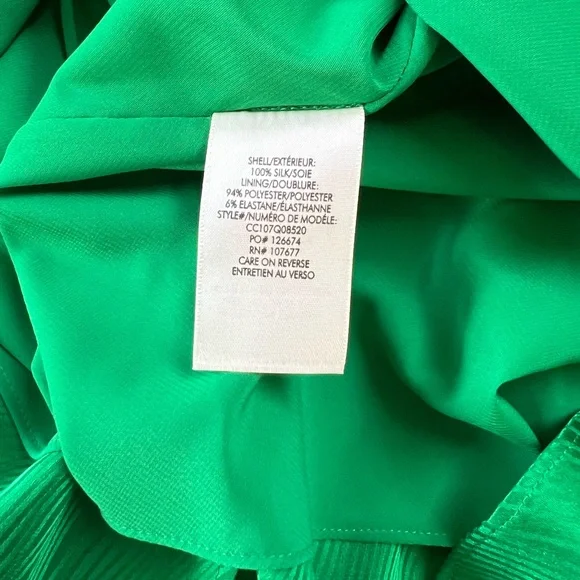 SHELL/EXTÉRIEUR:
100% SILK/SOIE
LINING/DOUBLURE:
94% POLYESTER/POLYESTER
6% ELASTANE/ÉLASTHANNE
STYLE#/NUMÉRO DE MODÈLE:
CC107Q08520
PO# 126674
RN# 107677
CARE ON REVERSE
ENTRETIEN AU VERSO